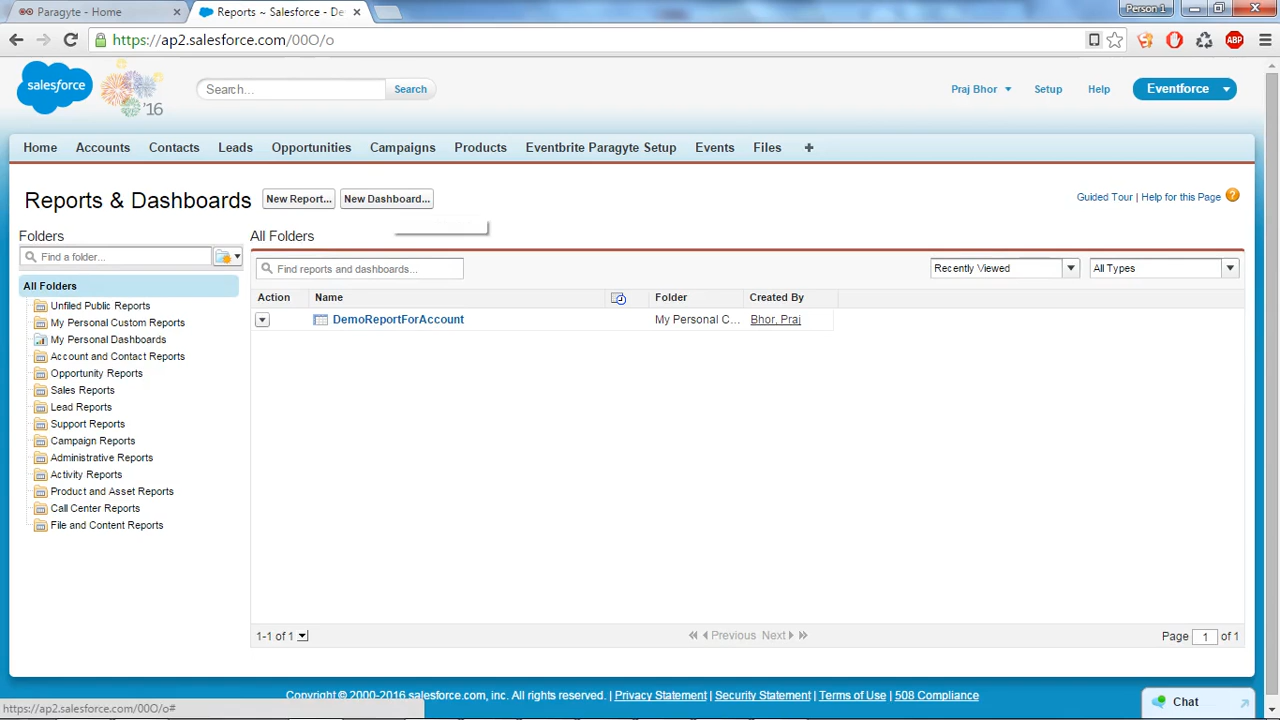 Paragyte - Home
Reports ~ Salesforce - De
Person 1
https://ap2.salesforce.com/00O/o
ABP
salesforce
'16
Search...
Search
Praj Bhor
Setup
Help
Eventforce
Home Accounts Contacts Leads Opportunities Campaigns Products Eventbrite Paragyte Setup Events Files +
Reports & Dashboards
New Report...
New Dashboard...
Guided Tour | Help for this Page
Folders
All Folders
Find a folder...
Find reports and dashboards...
Recently Viewed
All Types
All Folders
Action Name Folder Created By
Unfiled Public Reports
DemoReportForAccount My Personal C... Bhor, Praj
My Personal Custom Reports
My Personal Dashboards
Account and Contact Reports
Opportunity Reports
Sales Reports
Lead Reports
Support Reports
Campaign Reports
Administrative Reports
Activity Reports
Product and Asset Reports
Call Center Reports
File and Content Reports
1-1 of 1
Previous Next
Page 1 of 1
Copyright © 2000-2016 salesforce.com, inc. All rights reserved. | Privacy Statement | Security Statement | Terms of Use | 508 Compliance
Chat
https://ap2.salesforce.com/00O/o#